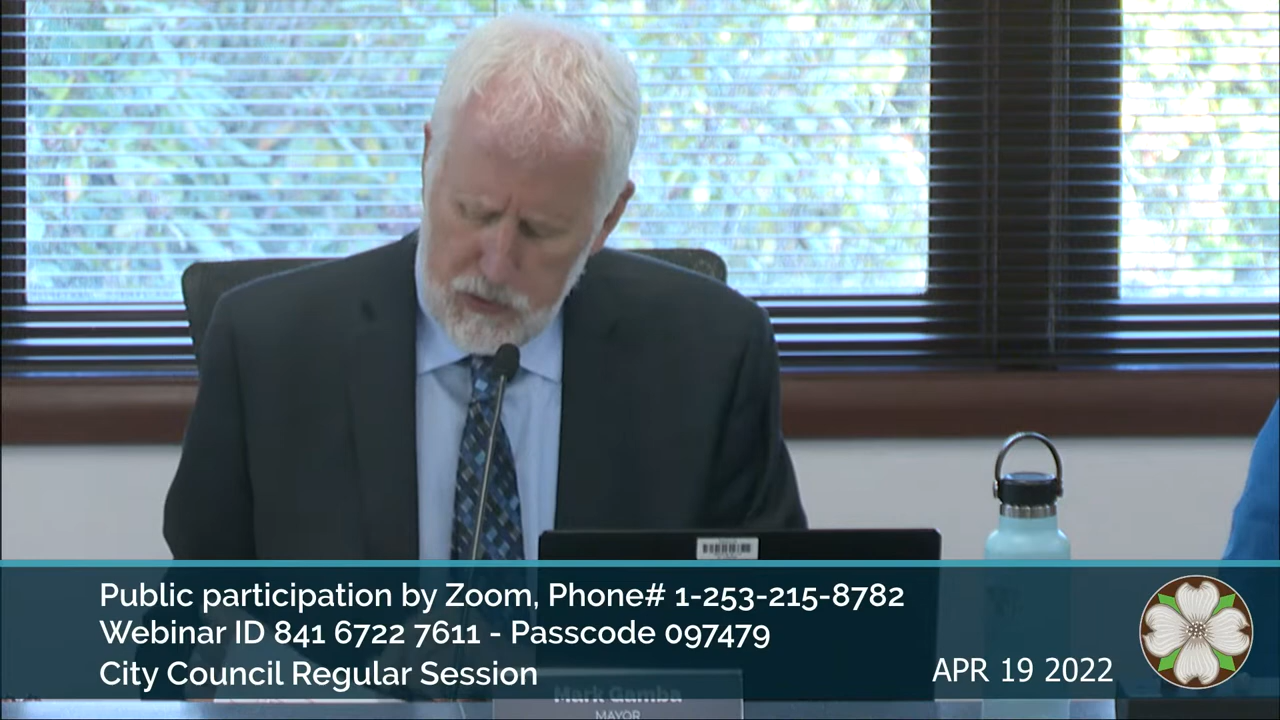 Public participation by Zoom, Phone# 1-253-215-8782
Webinar ID 841 6722 7611 - Passcode 097479
City Council Regular Session
APR 19 2022
Mark Gamba
MAYOR